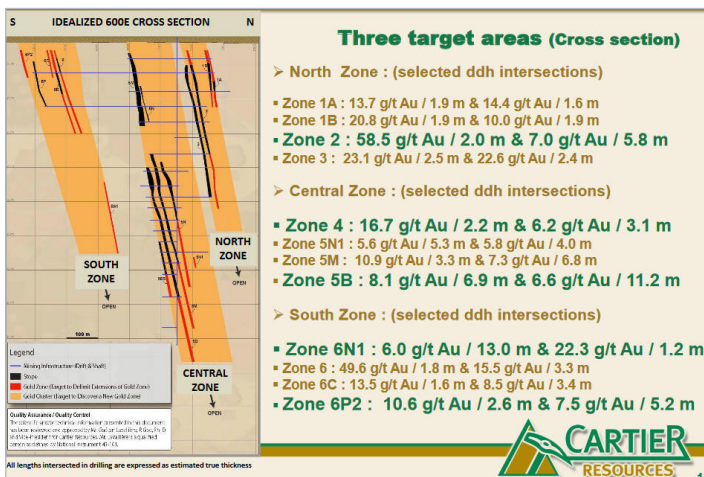 S IDEALIZED 600E CROSS SECTION N
Three target areas (Cross section)
➢ North Zone : (selected ddh intersections)
▪ Zone 1A : 13.7 g/t Au / 1.9 m & 14.4 g/t Au / 1.6 m
▪ Zone 1B : 20.8 g/t Au / 1.9 m & 10.0 g/t Au / 1.9 m
▪ Zone 2 : 58.5 g/t Au / 2.0 m & 7.0 g/t Au / 5.8 m
▪ Zone 3 : 23.1 g/t Au / 2.5 m & 22.6 g/t Au / 2.4 m
➢ Central Zone : (selected ddh intersections)
▪ Zone 4 : 16.7 g/t Au / 2.2 m & 6.2 g/t Au / 3.1 m
▪ Zone 5N1 : 5.6 g/t Au / 5.3 m & 5.8 g/t Au / 4.0 m
▪ Zone 5M : 10.9 g/t Au / 3.3 m & 7.3 g/t Au / 6.8 m
▪ Zone 5B : 8.1 g/t Au / 6.9 m & 6.6 g/t Au / 11.2 m
➢ South Zone : (selected ddh intersections)
▪ Zone 6N1 : 6.0 g/t Au / 13.0 m & 22.3 g/t Au / 1.2 m
▪ Zone 6 : 49.6 g/t Au / 1.8 m & 15.5 g/t Au / 3.3 m
▪ Zone 6C : 13.5 g/t Au / 1.6 m & 8.5 g/t Au / 3.4 m
▪ Zone 6P2 : 10.6 g/t Au / 2.6 m & 7.5 g/t Au / 5.2 m
NORTH
ZONE
OPEN
SOUTH
ZONE
OPEN
CENTRAL
ZONE
OPEN
100 m
Legend
Mining Infrastructure (Drift & Shaft)
Stope
Gold Zone (Target to Delimit Extensions of Gold Zone)
Gold Cluster (Target to Discover a New Gold Zone)
Quality Assurance / Quality Control
All lengths intersected in drilling are expressed as estimated true thickness
CARTIER
RESOURCES